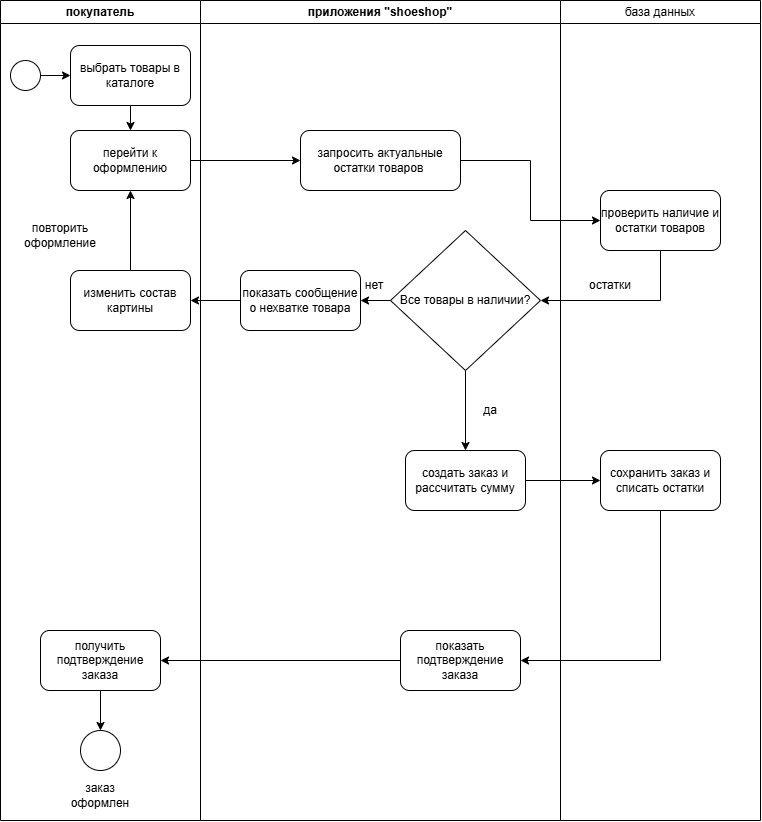 покупатель
приложения "shoeshop"
база данных
выбрать товары в
каталоге
перейти к
оформлению
запросить актуальные
остатки товаров
проверить наличие и
остатки товаров
повторить
оформление
изменить состав
картины
показать сообщение
о нехватке товара
нет
Все товары в наличии?
остатки
да
создать заказ и
рассчитать сумму
сохранить заказ и
списать остатки
получить
подтверждение
заказа
показать
подтверждение
заказа
заказ
оформлен